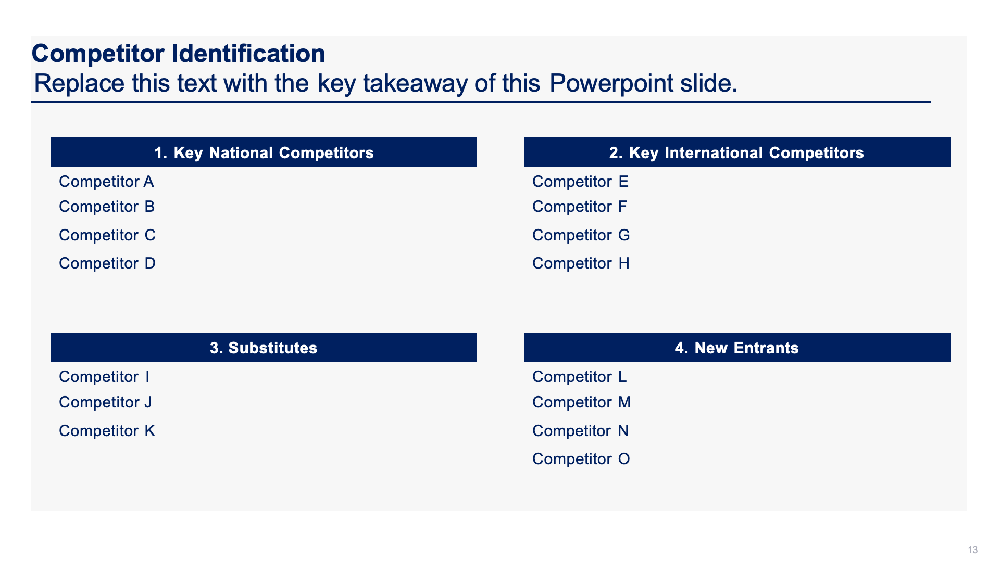 Competitor Identification
Replace this text with the key takeaway of this Powerpoint slide.
1. Key National Competitors
Competitor A
Competitor B
Competitor C
Competitor D
2. Key International Competitors
Competitor E
Competitor F
Competitor G
Competitor H
3. Substitutes
Competitor I
Competitor J
Competitor K
4. New Entrants
Competitor L
Competitor M
Competitor N
Competitor O
13